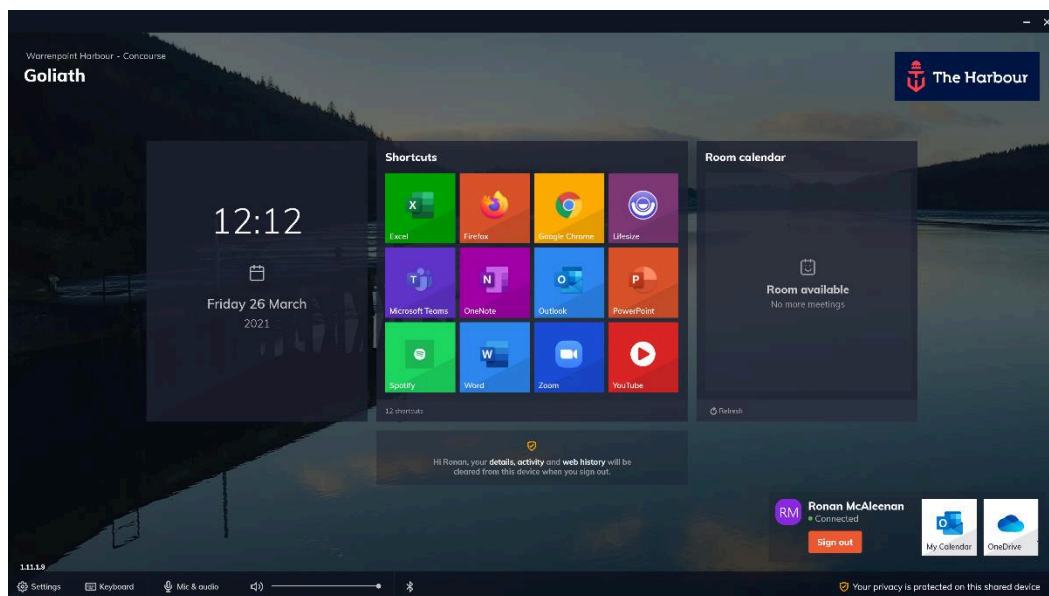 Warrenpoint Harbour - Concourse
Goliath
The Harbour
12:12
Friday 26 March
2021
Shortcuts
Excel
Firefox
Google Chrome
Lifesize
Microsoft Teams
OneNote
Outlook
PowerPoint
Spotify
Word
Zoom
YouTube
12 shortcuts
Room calendar
Room available
No more meetings
Refresh
Hi Ronan, your details, activity and web history will be
cleared from this device when you sign out.
RM
Ronan McAleenan
Connected
Sign out
My Calendar
OneDrive
1.11.1.9
Settings
Keyboard
Mic & audio
Your privacy is protected on this shared device